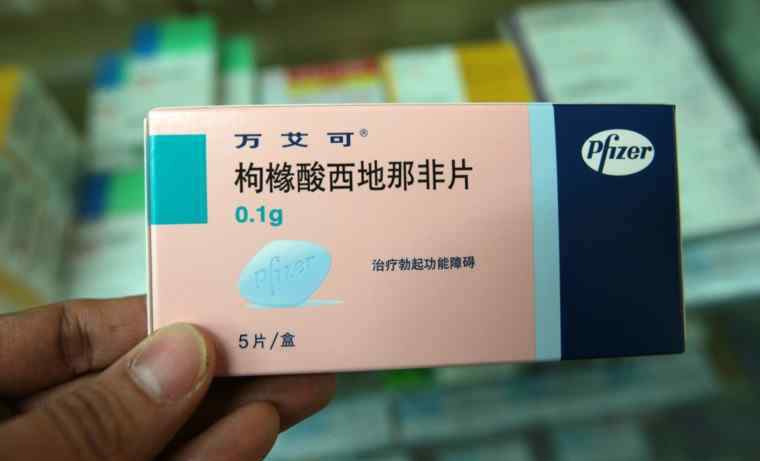 万艾可®
枸橼酸西地那非片
0.1g
Pfizer
Pfizer
治疗勃起功能障碍
5片/盒